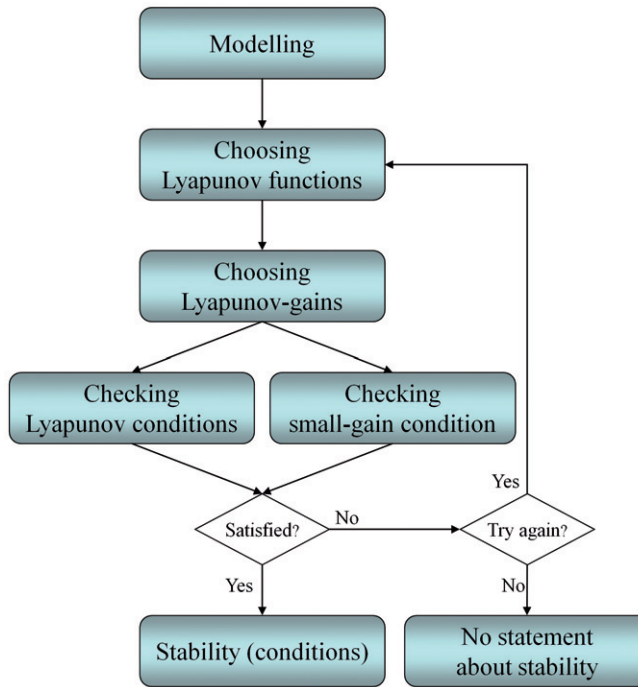 Modelling
Choosing
Lyapunov functions
Choosing
Lyapunov-gains
Checking
Lyapunov conditions
Checking
small-gain condition
Yes
Satisfied?
No
Try again?
Yes
No
Stability (conditions)
No statement
about stability